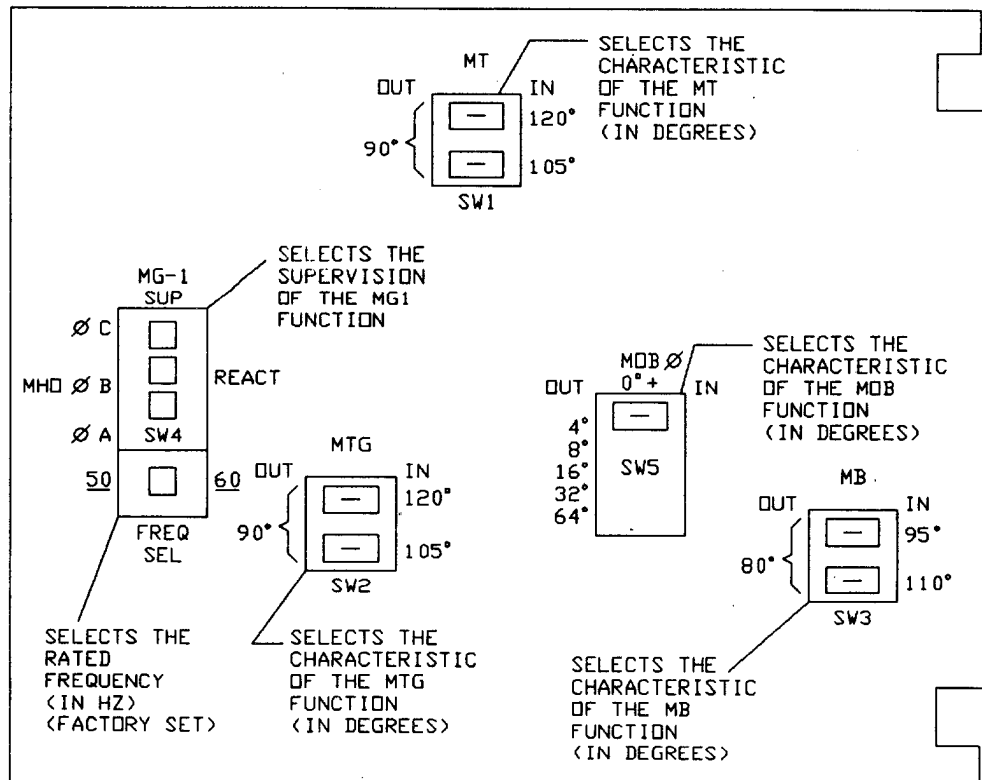 SELECTS THE
CHARACTERISTIC
OF THE MT
FUNCTION
(IN DEGREES)
MT
OUT
IN
120°
90°
105°
SW1
SELECTS THE
SUPERVISION
OF THE MG1
FUNCTION
MG-1
SUP
Ø C
MHO Ø B
REACT
Ø A
SW4
50
60
FREQ
SEL
SELECTS THE
RATED
FREQUENCY
(IN HZ)
(FACTORY SET)
MTG
OUT
IN
120°
90°
105°
SW2
SELECTS THE
CHARACTERISTIC
OF THE MTG
FUNCTION
(IN DEGREES)
SELECTS THE
CHARACTERISTIC
OF THE MOB
FUNCTION
(IN DEGREES)
MOB Ø
0° +
OUT
IN
4°
8°
16°
32°
64°
SW5
MB
OUT
IN
95°
80°
110°
SW3
SELECTS THE
CHARACTERISTIC
OF THE MB
FUNCTION
(IN DEGREES)